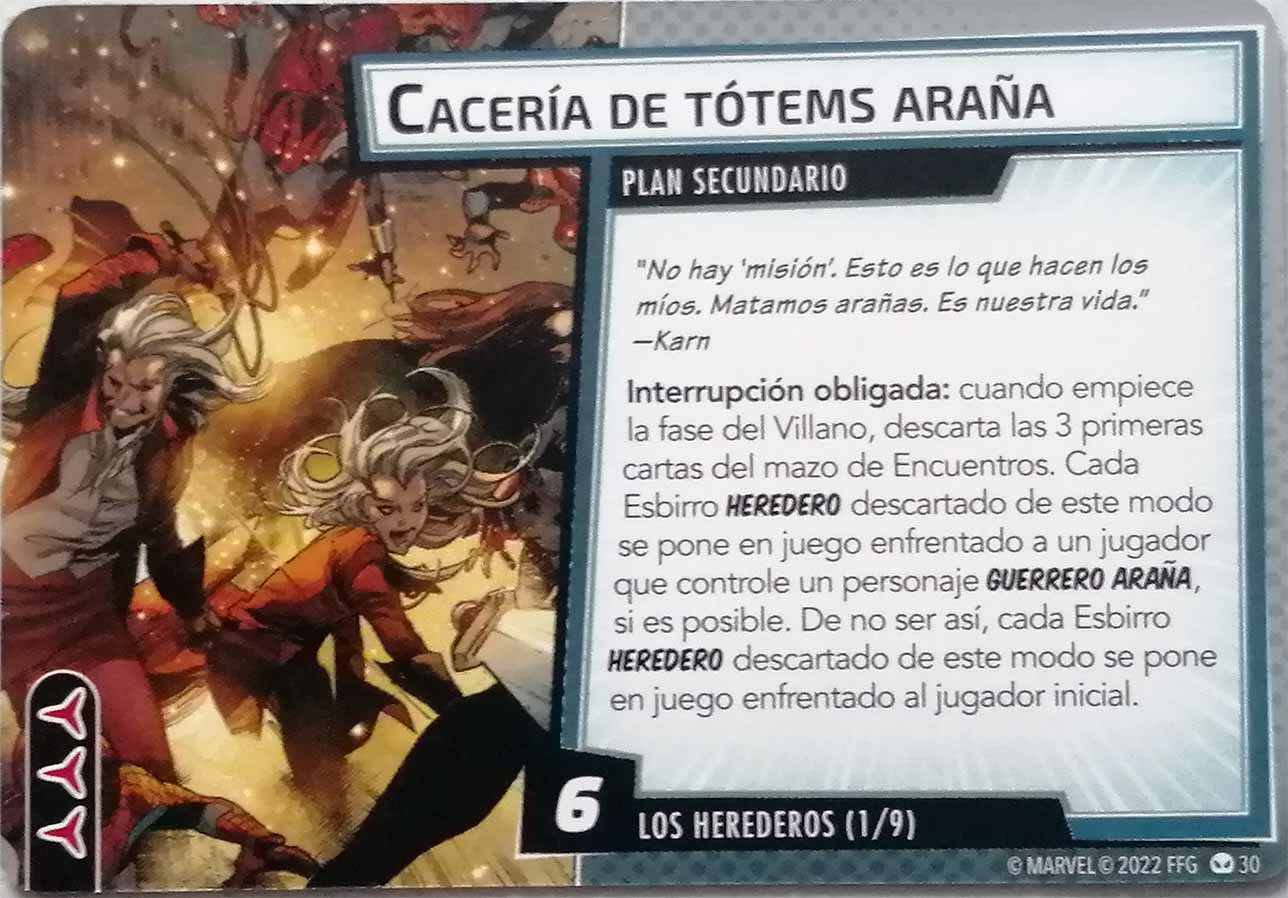 Cacería de tótems araña
PLAN SECUNDARIO
"No hay 'misión'. Esto es lo que hacen los
míos. Matamos arañas. Es nuestra vida."
—Karn
Interrupción obligada: cuando empiece
la fase del Villano, descarta las 3 primeras
cartas del mazo de Encuentros. Cada
Esbirro HEREDERO descartado de este modo
se pone en juego enfrentado a un jugador
que controle un personaje GUERRERO ARAÑA,
si es posible. De no ser así, cada Esbirro
HEREDERO descartado de este modo se pone
en juego enfrentado al jugador inicial.
6
LOS HEREDEROS (1/9)
© MARVEL © 2022 FFG 30